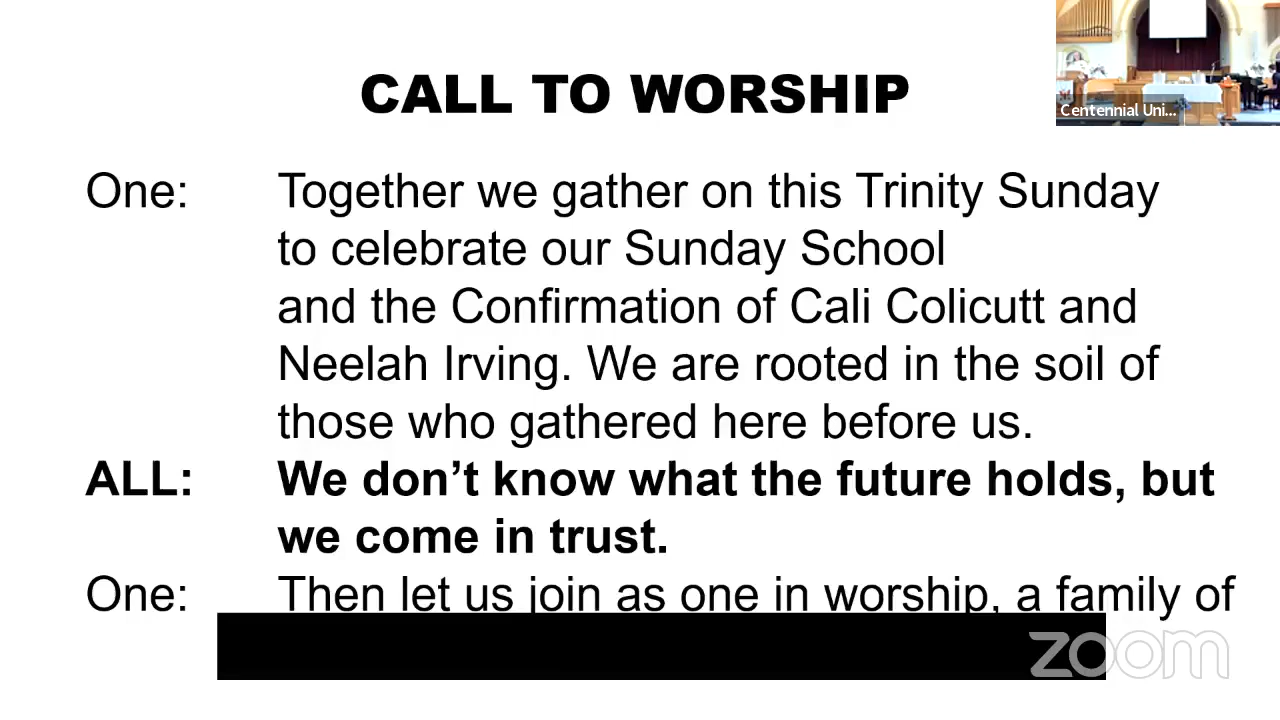 CALL TO WORSHIP
Centennial Uni...
One: Together we gather on this Trinity Sunday
to celebrate our Sunday School
and the Confirmation of Cali Colicutt and
Neelah Irving. We are rooted in the soil of
those who gathered here before us.
ALL: We don’t know what the future holds, but
we come in trust.
One: Then let us join as one in worship, a family of
zoom